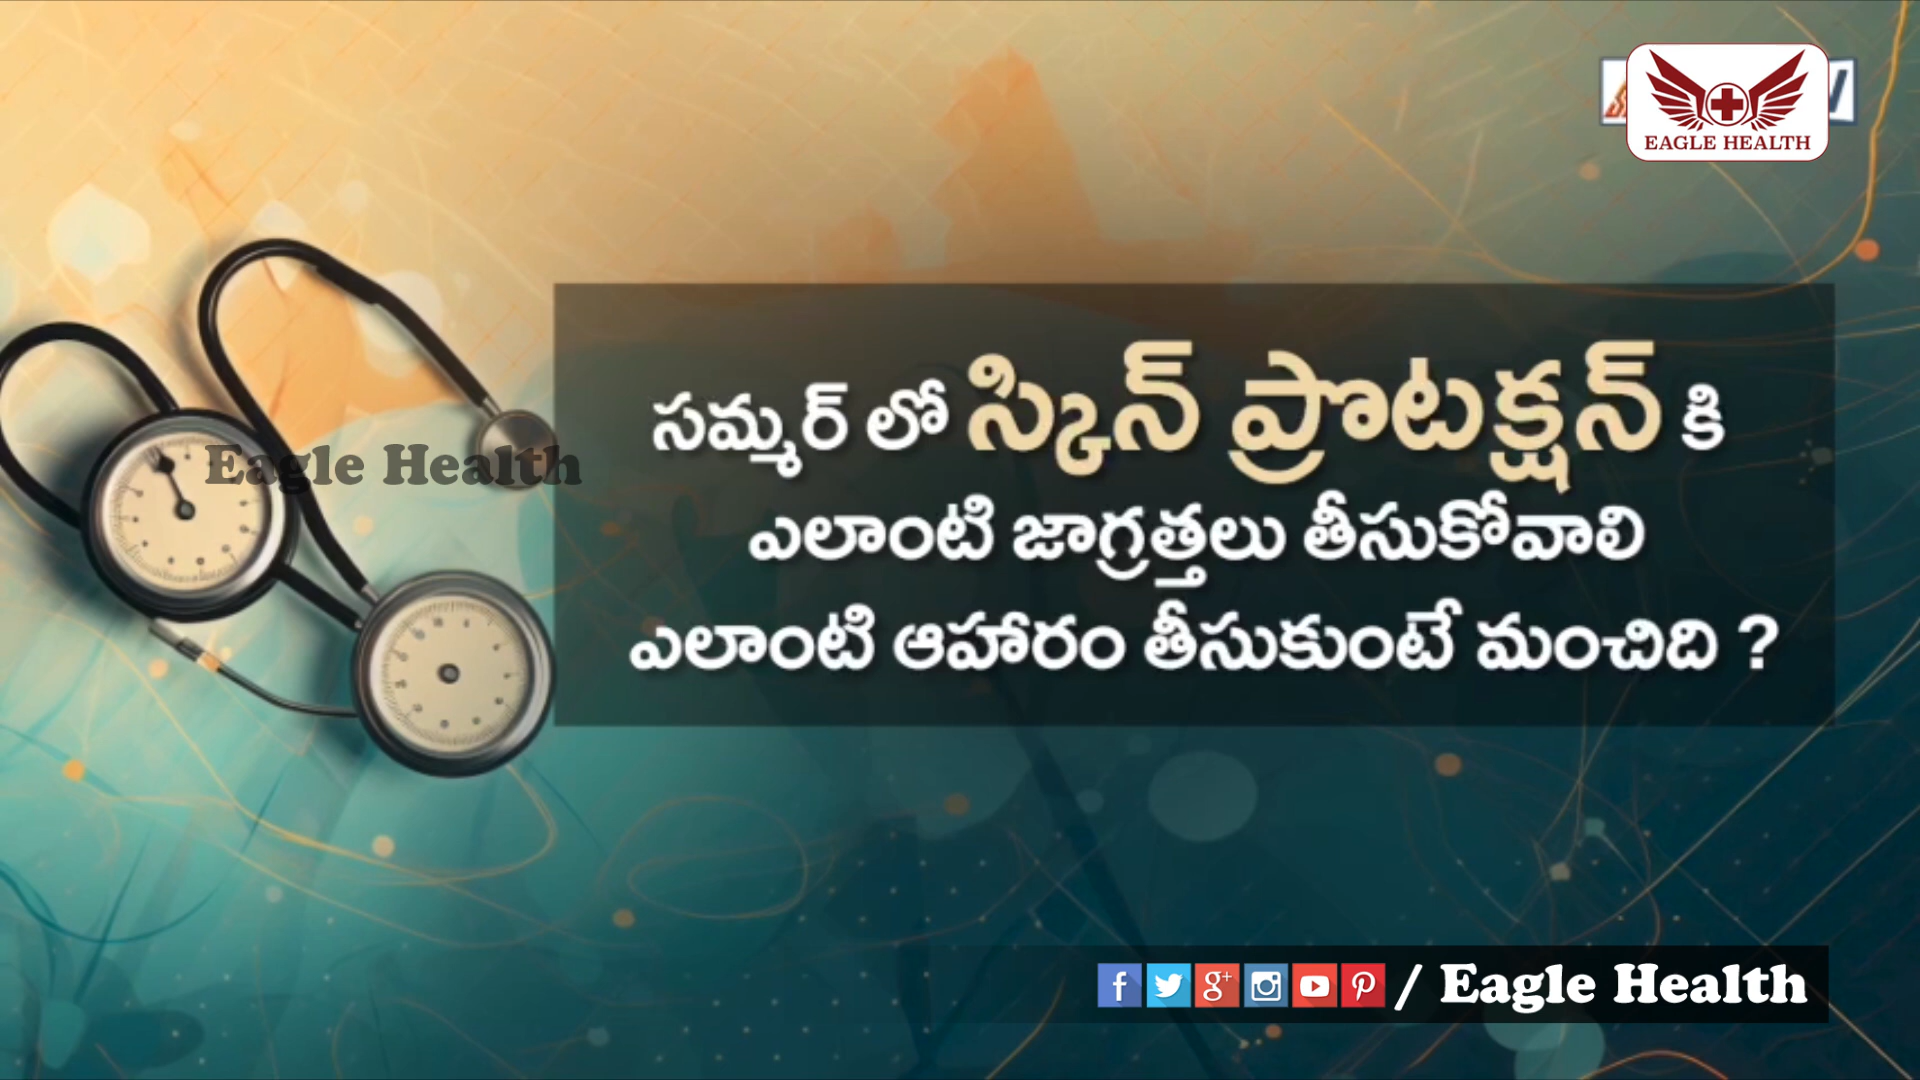 EAGLE HEALTH
సమ్మర్ లో స్కిన్ ప్రొటక్షన్ కి
Eagle Health
ఎలాంటి జాగ్రత్తలు తీసుకోవాలి
ఎలాంటి ఆహారం తీసుకుంటే మంచిది ?
/ Eagle Health